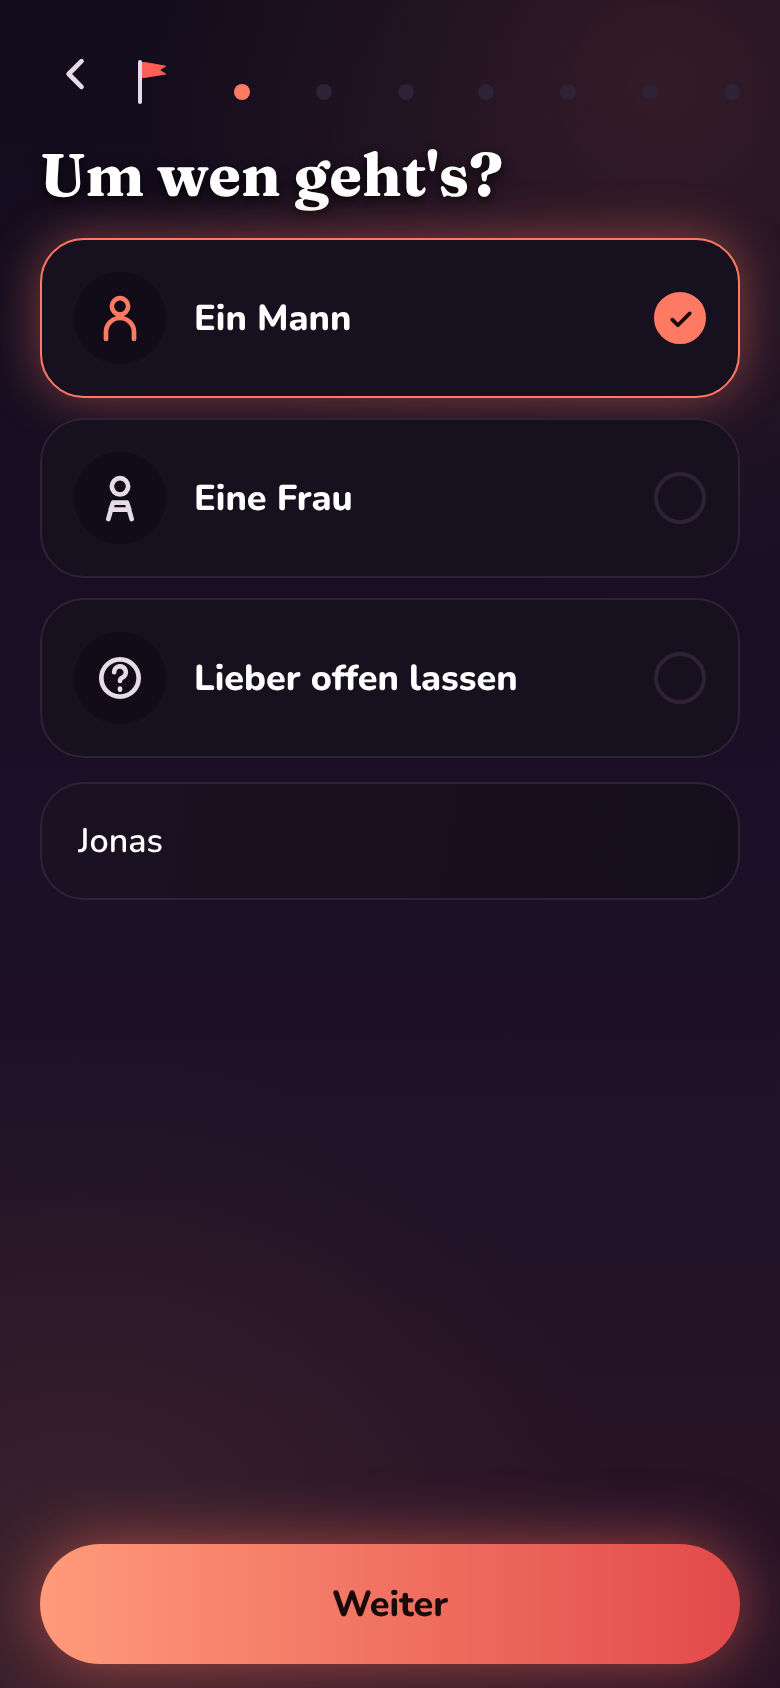 Um wen geht's?
Ein Mann
Eine Frau
Lieber offen lassen
Jonas
Weiter